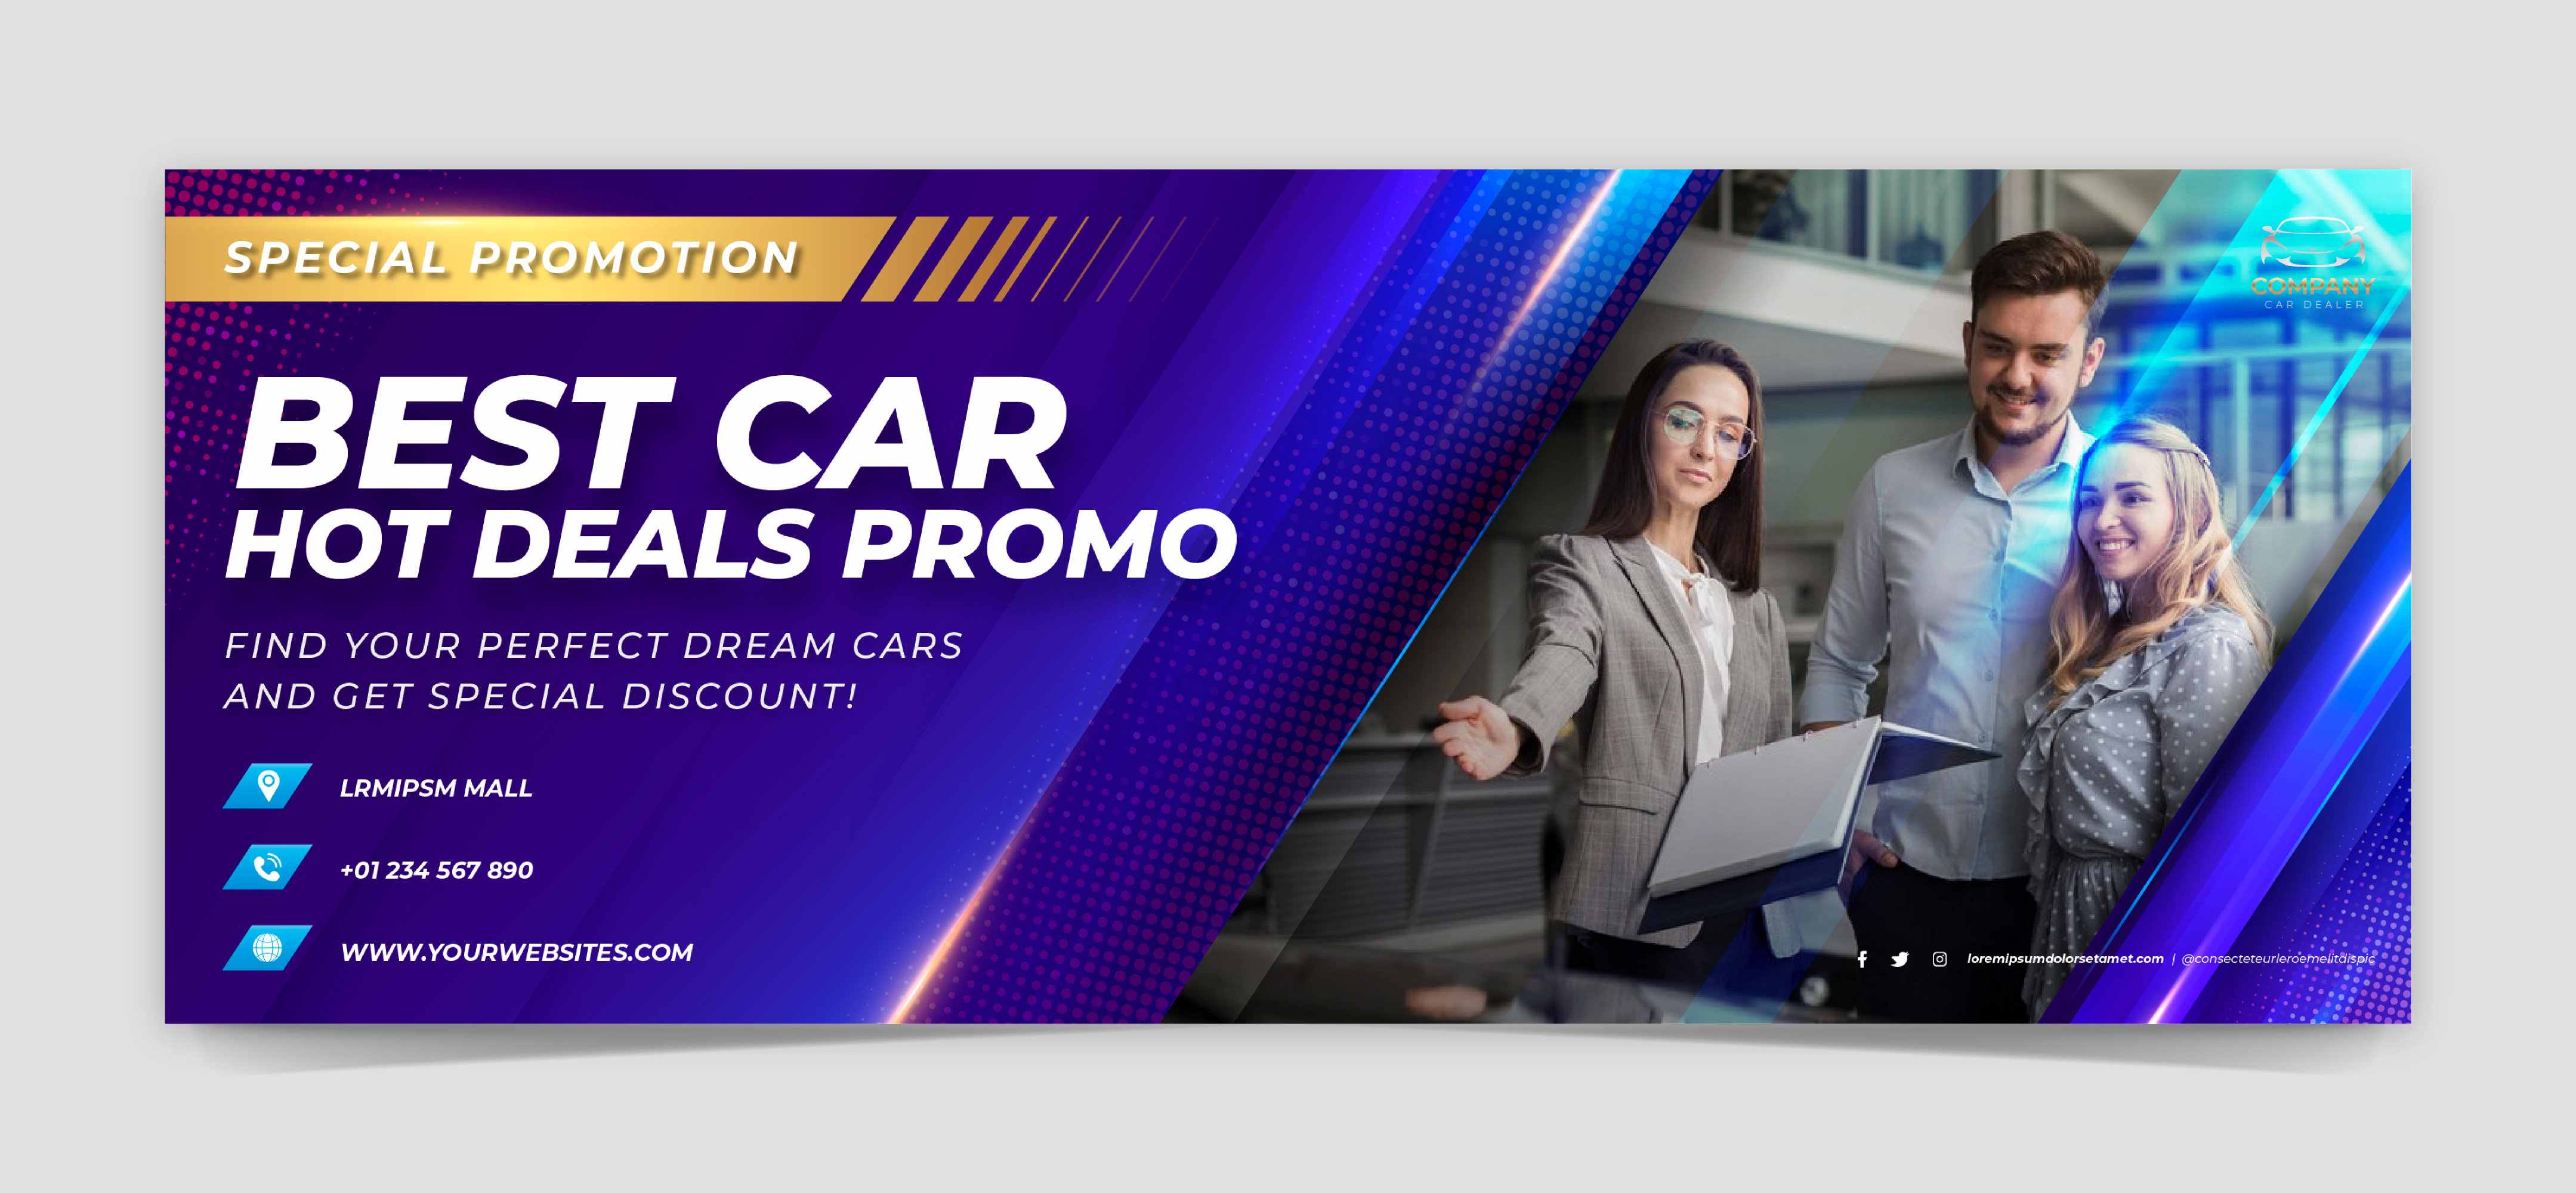 SPECIAL PROMOTION
BEST CAR
HOT DEALS PROMO
FIND YOUR PERFECT DREAM CARS
AND GET SPECIAL DISCOUNT!
LRMIPSM MALL
+01 234 567 890
WWW.YOURWEBSITES.COM
COMPANY
CAR DEALER
loremipsumdolorsetamet.com | @consecteteurleroemelitdispic